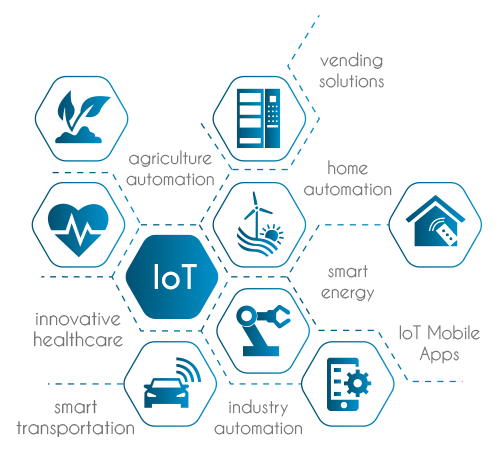 vending
solutions
agriculture
automation
home
automation
IoT
smart
energy
innovative
healthcare
IoT Mobile
Apps
smart
transportation
industry
automation